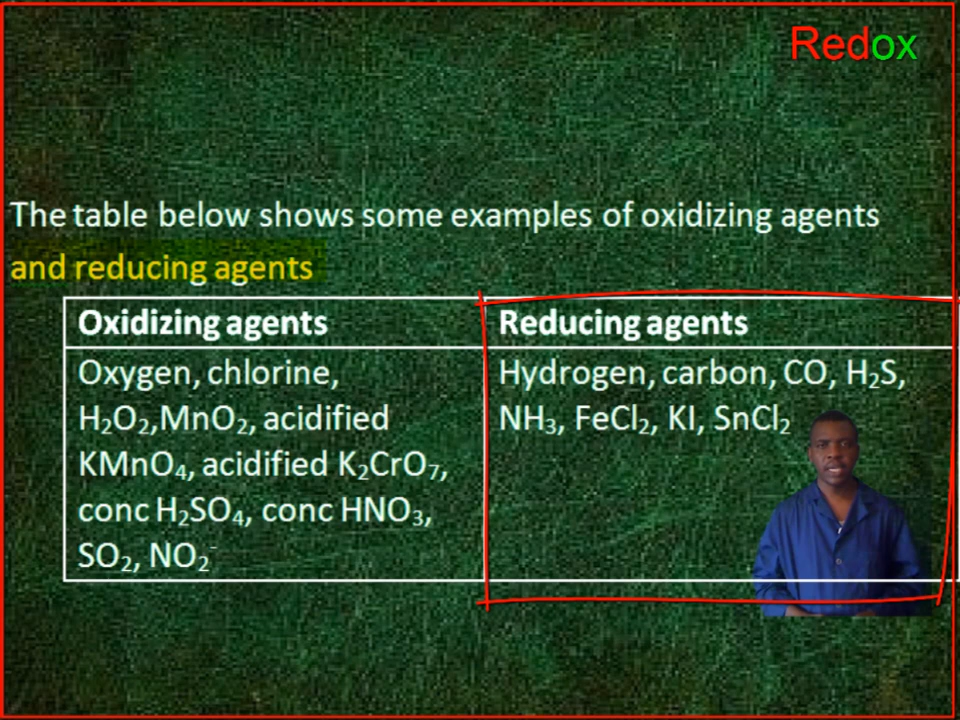 Redox
The table below shows some examples of oxidizing agents
and reducing agents
Oxidizing agents
Reducing agents
Oxygen, chlorine,
H₂O₂,MnO₂, acidified
KMnO₄, acidified K₂CrO₇,
conc H₂SO₄, conc HNO₃,
SO₂, NO₂⁻
Hydrogen, carbon, CO, H₂S,
NH₃, FeCl₂, KI, SnCl₂